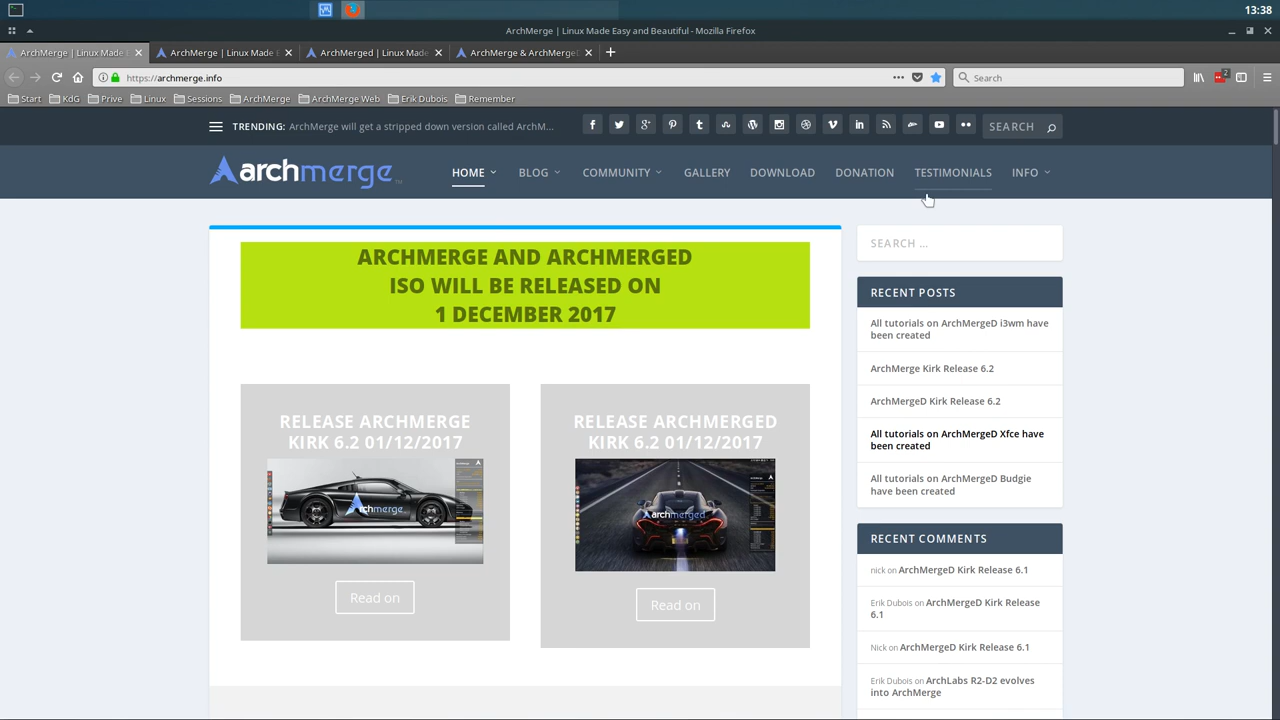 13:38
ArchMerge | Linux Made Easy and Beautiful - Mozilla Firefox
ArchMerge | Linux Made E
ArchMerge | Linux Made E
ArchMerged | Linux Made
ArchMerge & ArchMerge
https://archmerge.info
Search
2
Start
KdG
Prive
Linux
Sessions
ArchMerge
ArchMerge Web
Erik Dubois
Remember
TRENDING: ArchMerge will get a stripped down version called ArchM...
SEARCH
archmerge™
HOME
BLOG
COMMUNITY
GALLERY
DOWNLOAD
DONATION
TESTIMONIALS
INFO
ARCHMERGE AND ARCHMERGED
ISO WILL BE RELEASED ON
1 DECEMBER 2017
RELEASE ARCHMERGE
KIRK 6.2 01/12/2017
archmerge
Read on
RELEASE ARCHMERGED
KIRK 6.2 01/12/2017
archmerged
Read on
SEARCH ...
RECENT POSTS
All tutorials on ArchMergeD i3wm have
been created
ArchMerge Kirk Release 6.2
ArchMergeD Kirk Release 6.2
All tutorials on ArchMergeD Xfce have
been created
All tutorials on ArchMergeD Budgie
have been created
RECENT COMMENTS
nick on ArchMergeD Kirk Release 6.1
Erik Dubois on ArchMergeD Kirk Release
6.1
Nick on ArchMergeD Kirk Release 6.1
Erik Dubois on ArchLabs R2-D2 evolves
into ArchMerge